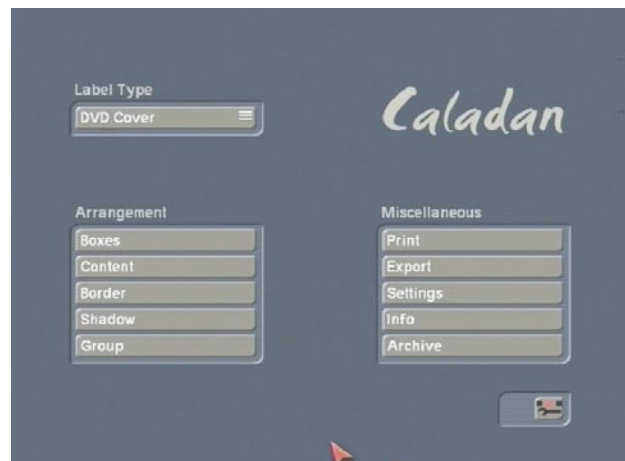 Label Type
DVD Cover
Caladan
Arrangement
Boxes
Content
Border
Shadow
Group
Miscellaneous
Print
Export
Settings
Info
Archive